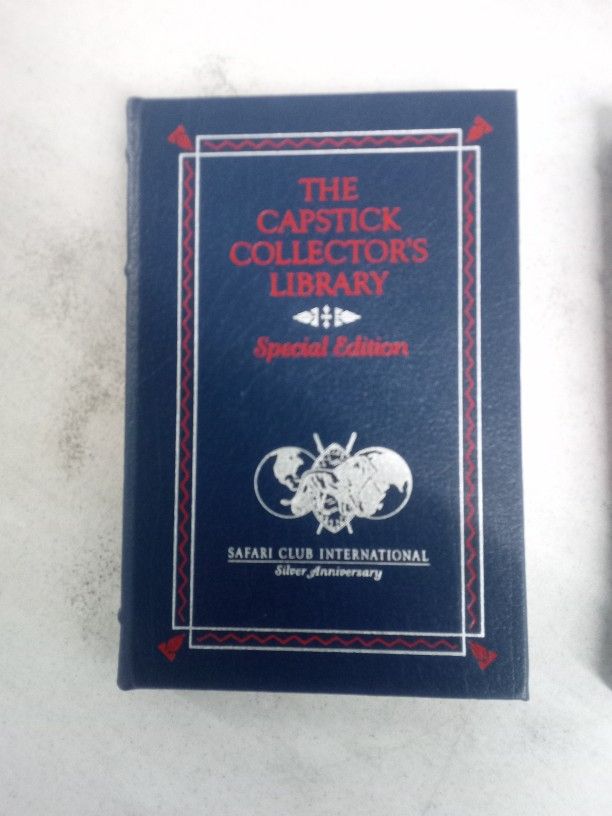 THE
CAPSTICK
COLLECTOR'S
LIBRARY
Special Edition
SAFARI CLUB INTERNATIONAL
Silver Anniversary